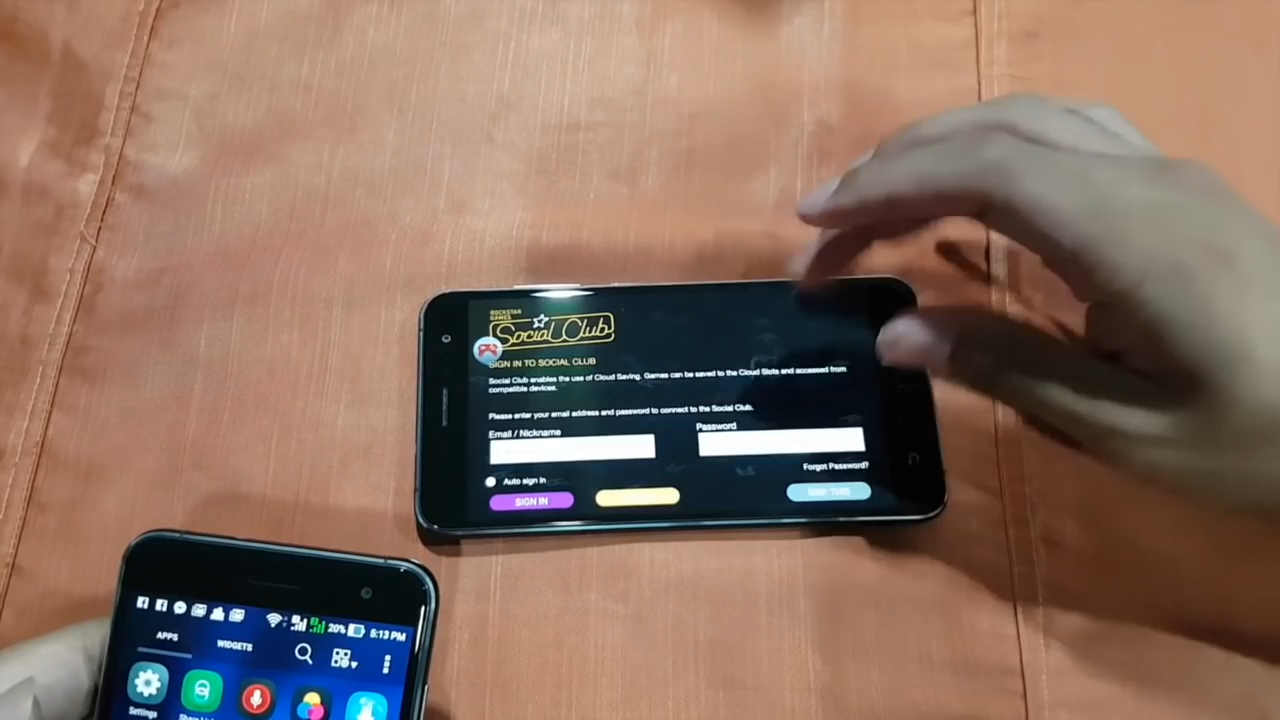 ROCKSTAR
GAMES
Social Club
SIGN IN TO SOCIAL CLUB
Social Club enables the use of Cloud Saving. Games can be saved to the Cloud Slots and accessed from
compatible devices.
Please enter your email address and password to connect to the Social Club.
Email / Nickname
Password
Forgot Password?
Auto sign in
SIGN IN
SKIP THIS
20%
5:13 PM
APPS
WIDGETS
Settings